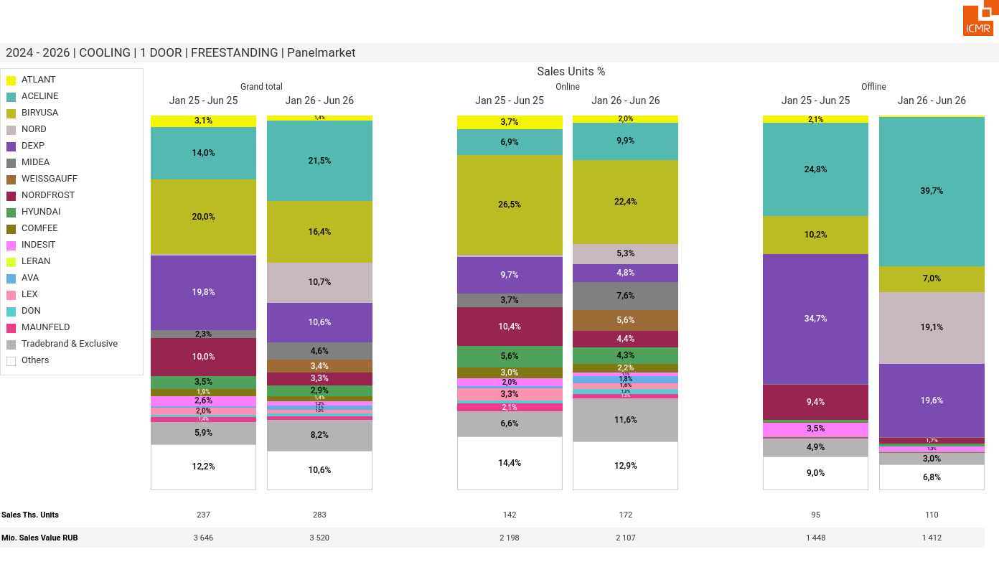 ICMR
2024 - 2026 | COOLING | 1 DOOR | FREESTANDING | Panelmarket
ATLANT
ACELINE
BIRYUSA
NORD
DEXP
MIDEA
WEISSGAUFF
NORDFROST
HYUNDAI
COMFEE
INDESIT
LERAN
AVA
LEX
DON
MAUNFELD
Tradebrand & Exclusive
Others
Sales Units %
Grand total
Jan 25 - Jun 25
3,1%
14,0%
20,0%
19,8%
2,3%
10,0%
3,5%
1,9%
2,6%
2,0%
1,4%
5,9%
12,2%
Jan 26 - Jun 26
1,4%
21,5%
16,4%
10,7%
10,6%
4,6%
3,4%
3,3%
2,9%
1,4%
1,2%
1,1%
1,0%
8,2%
10,6%
Online
Jan 25 - Jun 25
3,7%
6,9%
26,5%
9,7%
3,7%
10,4%
5,6%
3,0%
2,0%
3,3%
2,1%
6,6%
14,4%
Jan 26 - Jun 26
2,0%
9,9%
22,4%
5,3%
4,8%
7,6%
5,6%
4,4%
4,3%
2,2%
1,8%
1,6%
1,2%
11,6%
12,9%
Offline
Jan 25 - Jun 25
2,1%
24,8%
10,2%
34,7%
9,4%
3,5%
4,9%
9,0%
Jan 26 - Jun 26
39,7%
7,0%
19,1%
19,6%
1,7%
1,3%
3,0%
6,8%
Sales Ths. Units 237 283 142 172 95 110
Mio. Sales Value RUB 3 646 3 520 2 198 2 107 1 448 1 412